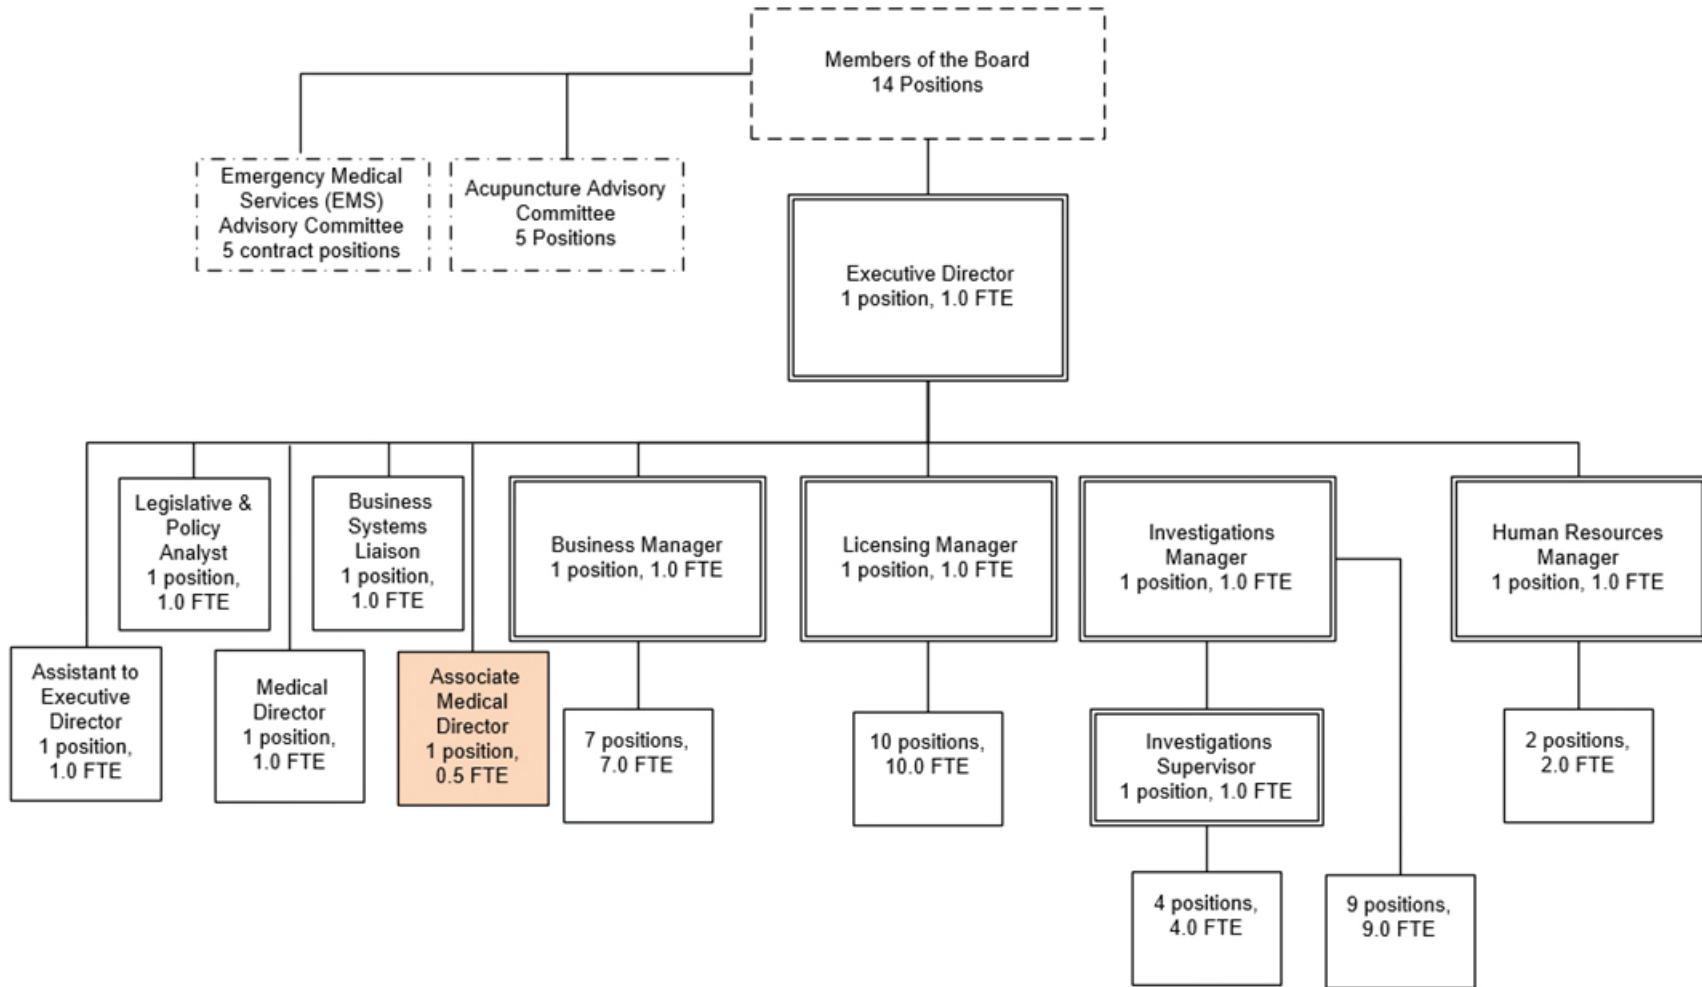 Members of the Board
14 Positions
Emergency Medical
Services (EMS)
Advisory Committee
5 contract positions
Acupuncture Advisory
Committee
5 Positions
Executive Director
1 position, 1.0 FTE
Legislative &
Policy
Analyst
1 position,
1.0 FTE
Business
Systems
Liaison
1 position,
1.0 FTE
Business Manager
1 position, 1.0 FTE
Licensing Manager
1 position, 1.0 FTE
Investigations
Manager
1 position, 1.0 FTE
Human Resources
Manager
1 position, 1.0 FTE
Assistant to
Executive
Director
1 position,
1.0 FTE
Medical
Director
1 position,
1.0 FTE
Associate
Medical
Director
1 position,
0.5 FTE
7 positions,
7.0 FTE
10 positions,
10.0 FTE
Investigations
Supervisor
1 position, 1.0 FTE
2 positions,
2.0 FTE
4 positions,
4.0 FTE
9 positions,
9.0 FTE